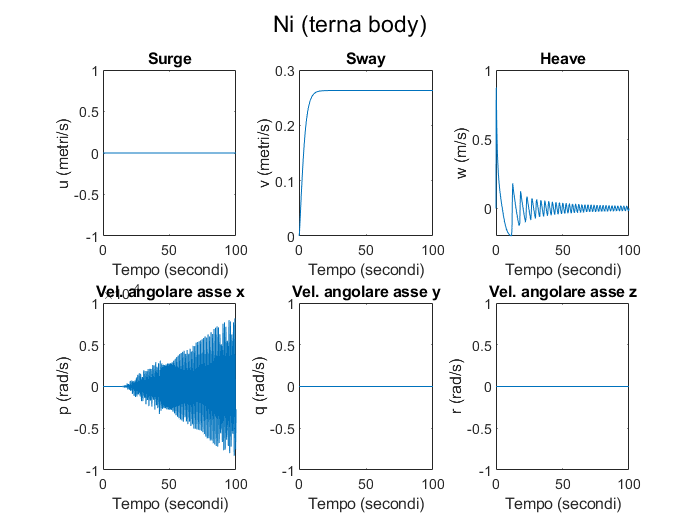 Ni (terna body)
Surge Sway Heave
1 0.5 0 -0.5 -1
u (metri/s)
0 50 100
Tempo (secondi)
0.3 0.2 0.1 0
v (metri/s)
0 50 100
Tempo (secondi)
1 0.5 0
w (m/s)
0 50 100
Tempo (secondi)
Vel. angolare asse x Vel. angolare asse y Vel. angolare asse z
1 0.5 0 -0.5 -1
p (rad/s)
0 50 100
Tempo (secondi)
1 0.5 0 -0.5 -1
q (rad/s)
0 50 100
Tempo (secondi)
1 0.5 0 -0.5 -1
r (rad/s)
0 50 100
Tempo (secondi)